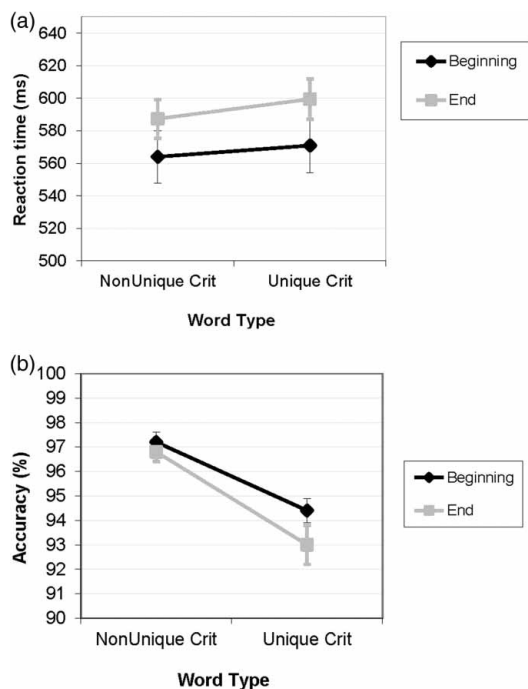 (a)
640
620
600
580
560
540
520
500
Reaction time (ms)
NonUnique Crit Unique Crit
Word Type
Beginning
End
(b)
100
99
98
97
96
95
94
93
92
91
90
Accuracy (%)
NonUnique Crit Unique Crit
Word Type
Beginning
End